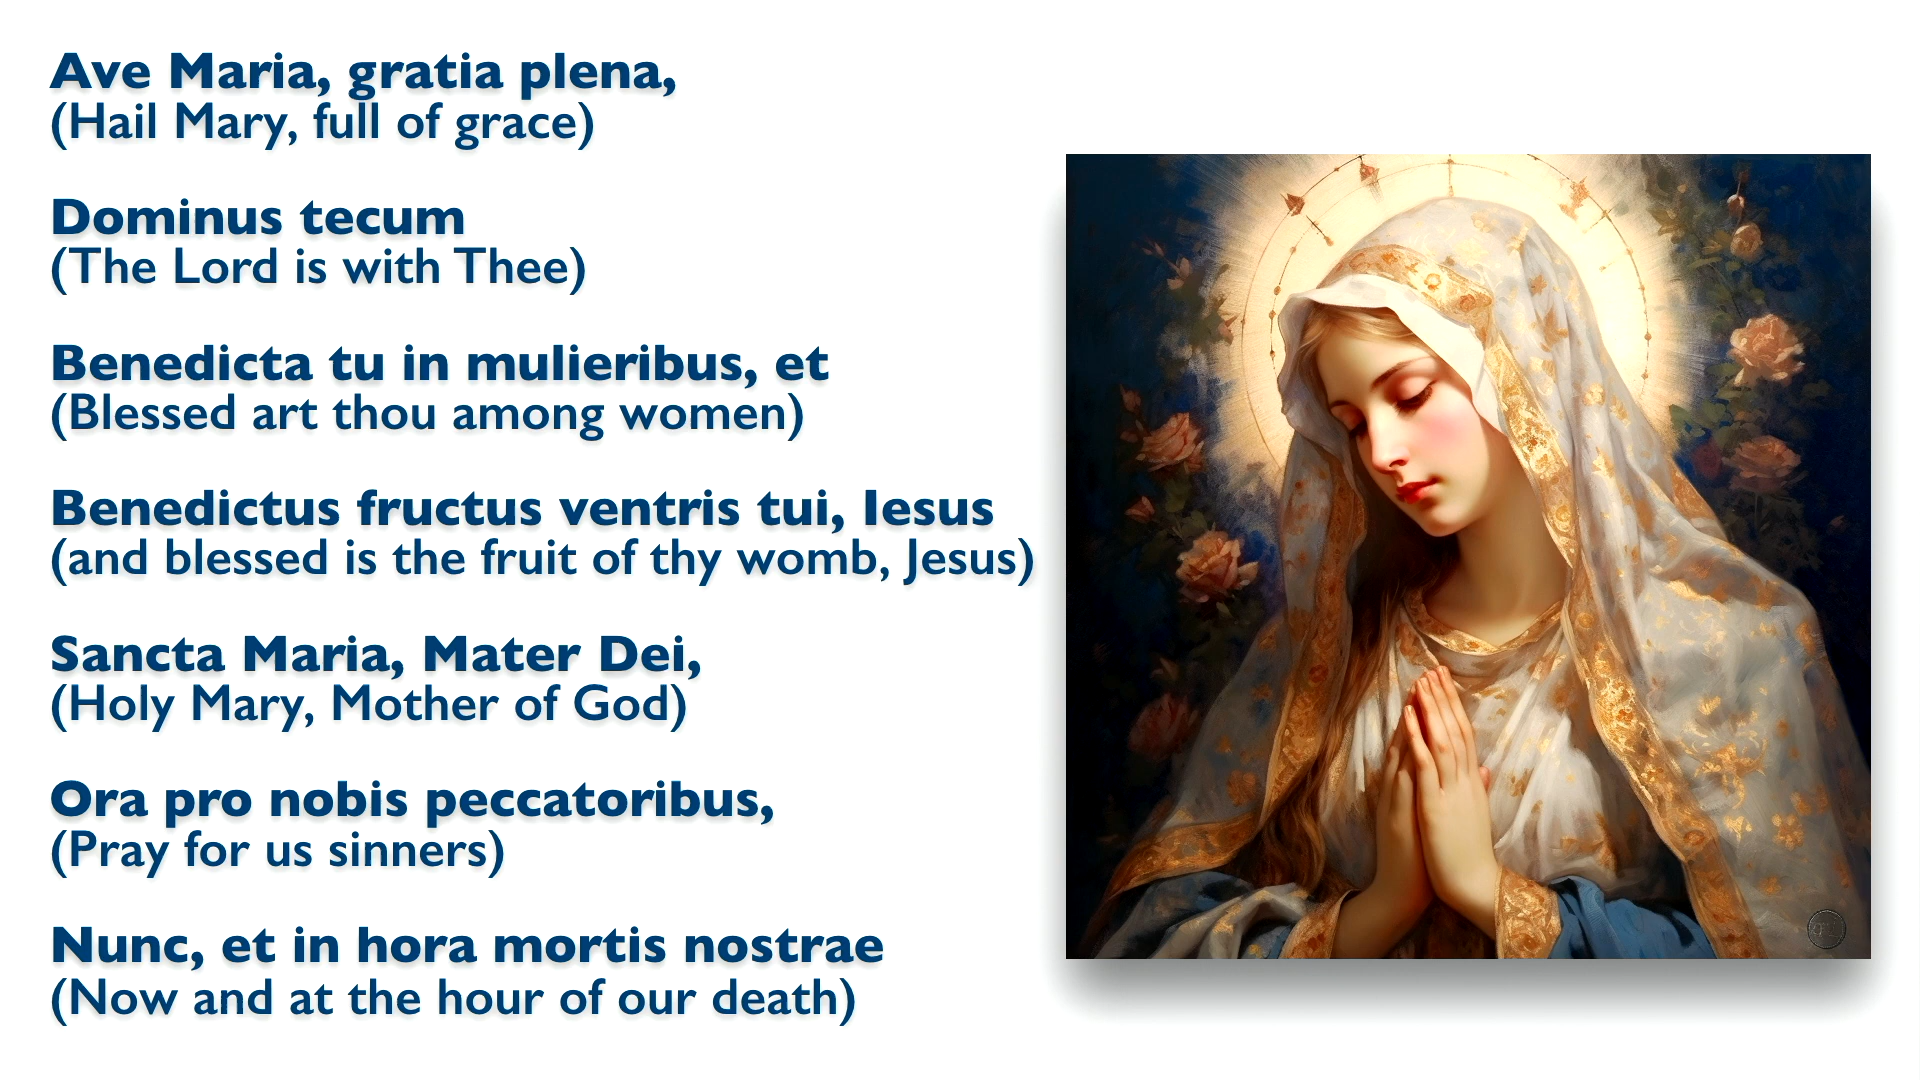 Ave Maria, gratia plena,
(Hail Mary, full of grace)
Dominus tecum
(The Lord is with Thee)
Benedicta tu in mulieribus, et
(Blessed art thou among women)
Benedictus fructus ventris tui, Iesus
(and blessed is the fruit of thy womb, Jesus)
Sancta Maria, Mater Dei,
(Holy Mary, Mother of God)
Ora pro nobis peccatoribus,
(Pray for us sinners)
Nunc, et in hora mortis nostrae
(Now and at the hour of our death)